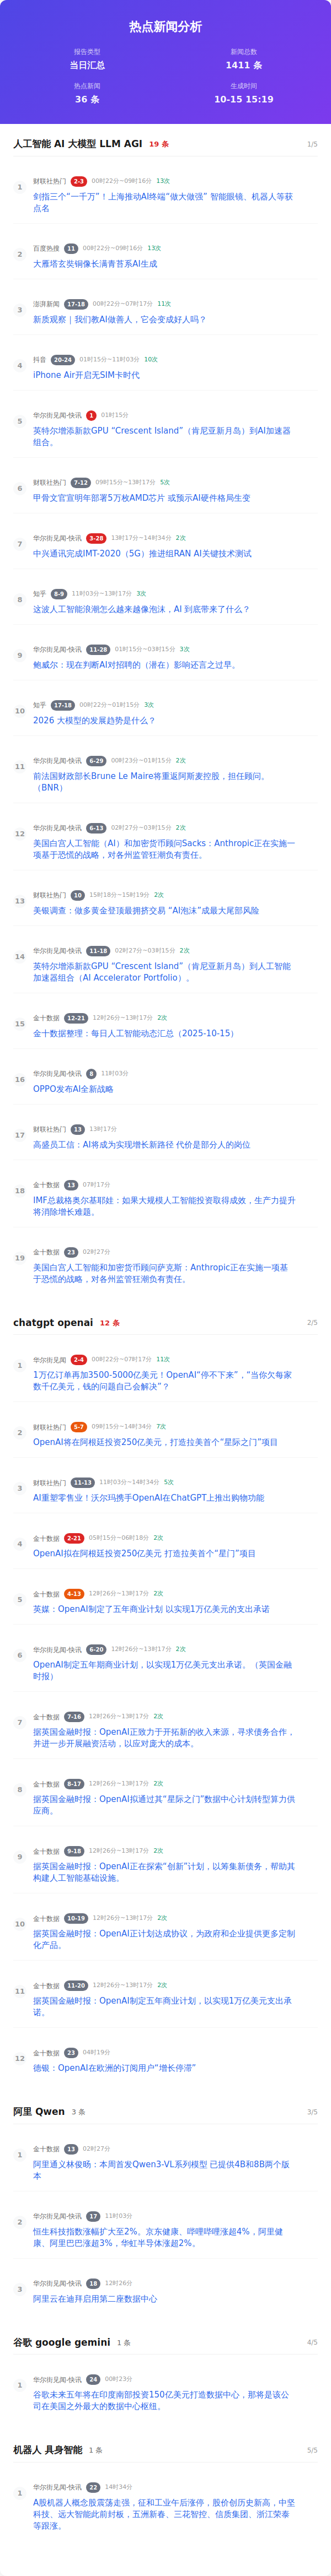 热点新闻分析
报告类型
新闻总数
当日汇总
1411 条
热点新闻
生成时间
36 条
10-15 15:19
人工智能 AI 大模型 LLM AGI 19 条 1/5
1
财联社热门 2-3 00时22分~09时16分 13次
剑指三个“一千万”！上海推动AI终端“做大做强” 智能眼镜、机器人等获
点名
2
百度热搜 11 00时22分~09时16分 13次
大雁塔玄奘铜像长满青苔系AI生成
3
澎湃新闻 17-18 00时22分~07时17分 11次
新质观察｜我们教AI做善人，它会变成好人吗？
4
抖音 20-24 01时15分~11时03分 10次
iPhone Air开启无SIM卡时代
5
华尔街见闻-快讯 1 01时15分
英特尔增添新款GPU “Crescent Island”（肯尼亚新月岛）到AI加速器
组合。
6
财联社热门 7-12 09时15分~13时17分 5次
甲骨文官宣明年部署5万枚AMD芯片 或预示AI硬件格局生变
7
华尔街见闻-快讯 3-28 13时17分~14时34分 2次
中兴通讯完成IMT-2020（5G）推进组RAN AI关键技术测试
8
知乎 8-9 11时03分~13时17分 3次
这波人工智能浪潮怎么越来越像泡沫，AI 到底带来了什么？
9
华尔街见闻-快讯 11-28 01时15分~03时15分 3次
鲍威尔：现在判断AI对招聘的（潜在）影响还言之过早。
10
知乎 17-18 00时22分~01时15分 3次
2026 大模型的发展趋势是什么？
11
华尔街见闻-快讯 6-29 00时23分~01时15分 2次
前法国财政部长Brune Le Maire将重返阿斯麦控股，担任顾问。
（BNR）
12
华尔街见闻-快讯 6-13 02时27分~03时15分 2次
美国白宫人工智能（AI）和加密货币顾问Sacks：Anthropic正在实施一
项基于恐慌的战略，对各州监管狂潮负有责任。
13
财联社热门 10 15时18分~15时19分 2次
美银调查：做多黄金登顶最拥挤交易 “AI泡沫”成最大尾部风险
14
华尔街见闻-快讯 11-18 02时27分~03时15分 2次
英特尔增添新款GPU “Crescent Island”（肯尼亚新月岛）到人工智能
加速器组合（AI Accelerator Portfolio）。
15
金十数据 12-21 12时26分~13时17分 2次
金十数据整理：每日人工智能动态汇总（2025-10-15）
16
华尔街见闻-快讯 8 11时03分
OPPO发布AI全新战略
17
财联社热门 13 13时17分
高盛员工信：AI将成为实现增长新路径 代价是部分人的岗位
18
金十数据 13 07时17分
IMF总裁格奥尔基耶娃：如果大规模人工智能投资取得成效，生产力提升
将消除增长难题。
19
金十数据 23 02时27分
美国白宫人工智能和加密货币顾问萨克斯：Anthropic正在实施一项基
于恐慌的战略，对各州监管狂潮负有责任。
chatgpt openai 12 条 2/5
1
华尔街见闻 2-4 00时22分~07时17分 11次
1万亿订单再加3500-5000亿美元！OpenAI“停不下来”，“当你欠每家
数千亿美元，钱的问题自己会解决”？
2
财联社热门 5-7 09时15分~14时34分 7次
OpenAI将在阿根廷投资250亿美元，打造拉美首个“星际之门”项目
3
财联社热门 11-13 11时03分~14时34分 5次
AI重塑零售业！沃尔玛携手OpenAI在ChatGPT上推出购物功能
4
金十数据 2-21 05时15分~06时18分 2次
OpenAI拟在阿根廷投资250亿美元 打造拉美首个“星门”项目
5
金十数据 4-13 12时26分~13时17分 2次
英媒：OpenAI制定了五年商业计划 以实现1万亿美元的支出承诺
6
华尔街见闻-快讯 6-20 12时26分~13时17分 2次
OpenAI制定五年期商业计划，以实现1万亿美元支出承诺。（英国金融
时报）
7
金十数据 7-16 12时26分~13时17分 2次
据英国金融时报：OpenAI正致力于开拓新的收入来源，寻求债务合作，
并进一步开展融资活动，以应对庞大的成本。
8
金十数据 8-17 12时26分~13时17分 2次
据英国金融时报：OpenAI拟通过其“星际之门”数据中心计划转型算力供
应商。
9
金十数据 9-18 12时26分~13时17分 2次
据英国金融时报：OpenAI正在探索“创新”计划，以筹集新债务，帮助其
构建人工智能基础设施。
10
金十数据 10-19 12时26分~13时17分 2次
据英国金融时报：OpenAI正计划达成协议，为政府和企业提供更多定制
化产品。
11
金十数据 11-20 12时26分~13时17分 2次
据英国金融时报：OpenAI制定五年商业计划，以实现1万亿美元支出承
诺。
12
金十数据 23 04时19分
德银：OpenAI在欧洲的订阅用户“增长停滞”
阿里 Qwen 3 条 3/5
1
金十数据 13 02时27分
阿里通义林俊旸：本周首发Qwen3-VL系列模型 已提供4B和8B两个版
本
2
华尔街见闻-快讯 17 11时03分
恒生科技指数涨幅扩大至2%。京东健康、哔哩哔哩涨超4%，阿里健
康、阿里巴巴涨超3%，华虹半导体涨超2%。
3
华尔街见闻-快讯 18 12时26分
阿里云在迪拜启用第二座数据中心
谷歌 google gemini 1 条 4/5
1
华尔街见闻-快讯 24 00时23分
谷歌未来五年将在印度南部投资150亿美元打造数据中心，那将是该公
司在美国之外最大的数据中心枢纽。
机器人 具身智能 1 条 5/5
1
华尔街见闻-快讯 22 14时34分
A股机器人概念股震荡走强，征和工业午后涨停，股价创历史新高，中坚
科技、远大智能此前封板，五洲新春、三花智控、信质集团、浙江荣泰
等跟涨。